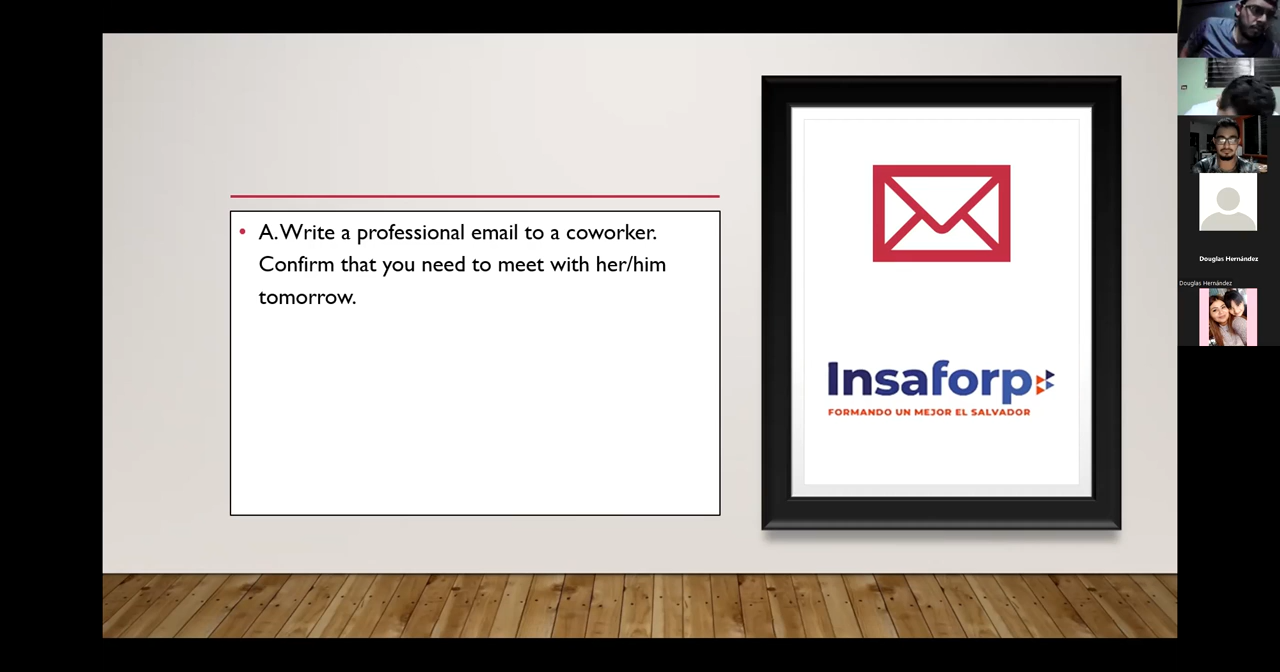 • A. Write a professional email to a coworker.
Confirm that you need to meet with her/him
tomorrow.
Insaforp
FORMANDO UN MEJOR EL SALVADOR
Douglas Hernández
Douglas Hernández